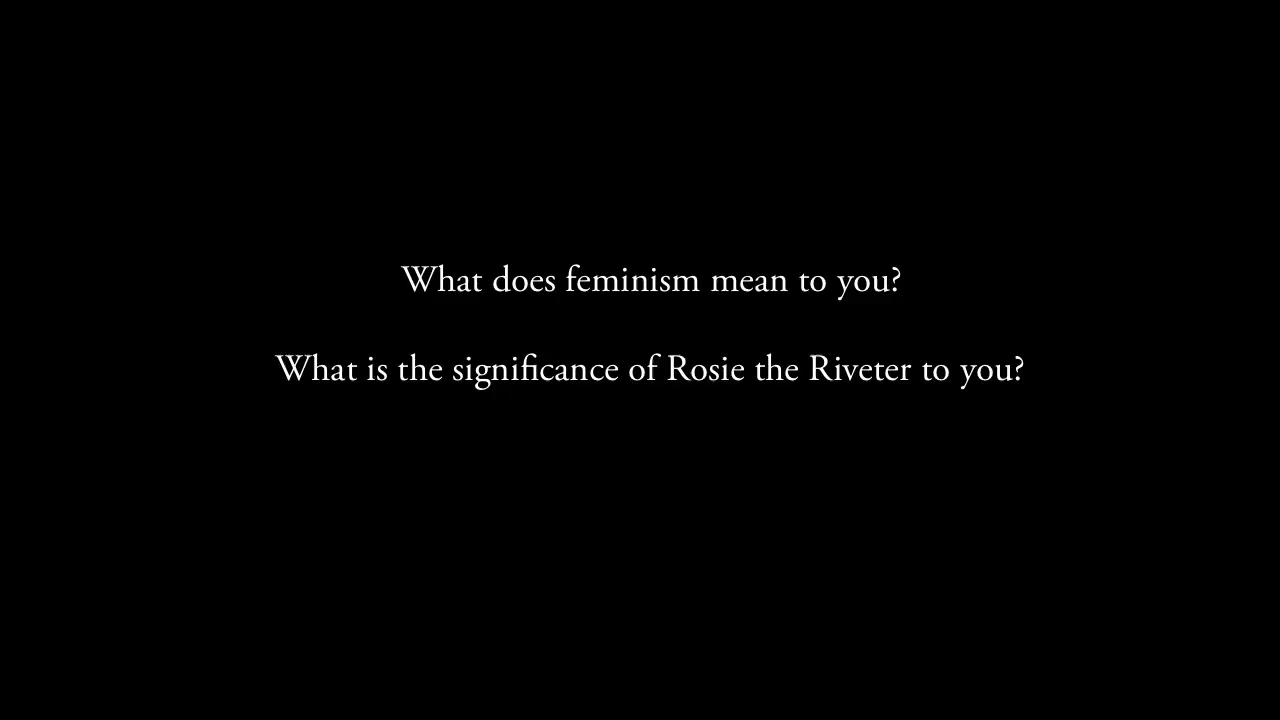 What does feminism mean to you?
What is the significance of Rosie the Riveter to you?